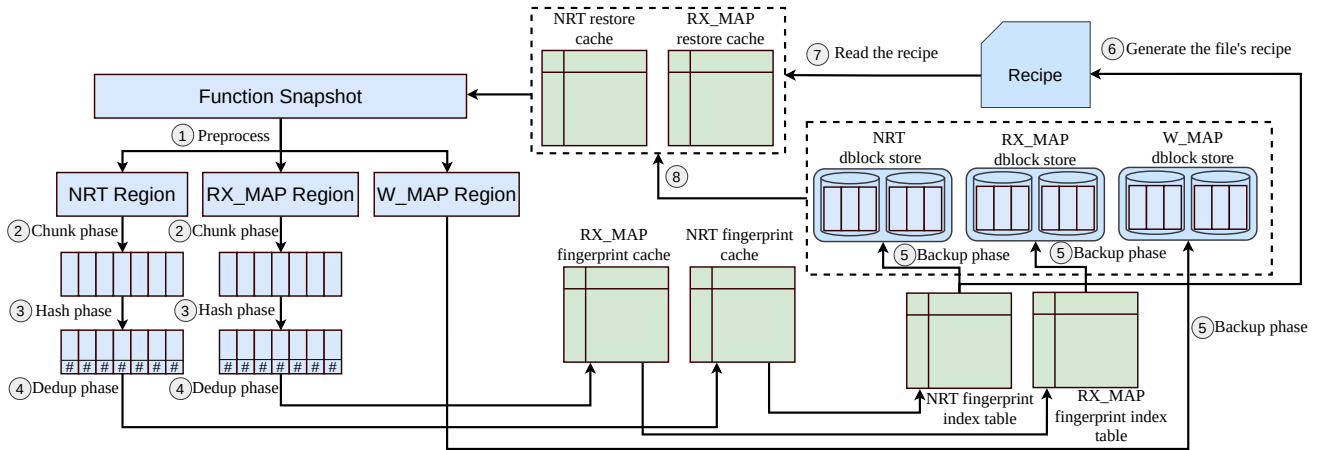 NRT restore
cache
RX_MAP
restore cache
7 Read the recipe
Recipe
6 Generate the file's recipe
Function Snapshot
1 Preprocess
NRT Region
RX_MAP Region
W_MAP Region
8
NRT
dblock store
RX_MAP
dblock store
W_MAP
dblock store
2 Chunk phase
2 Chunk phase
RX_MAP
fingerprint cache
NRT fingerprint
cache
5 Backup phase
5 Backup phase
3 Hash phase
3 Hash phase
5 Backup phase
# # # # # # #
# # # # # # #
4 Dedup phase
4 Dedup phase
NRT fingerprint
index table
RX_MAP
fingerprint index
table